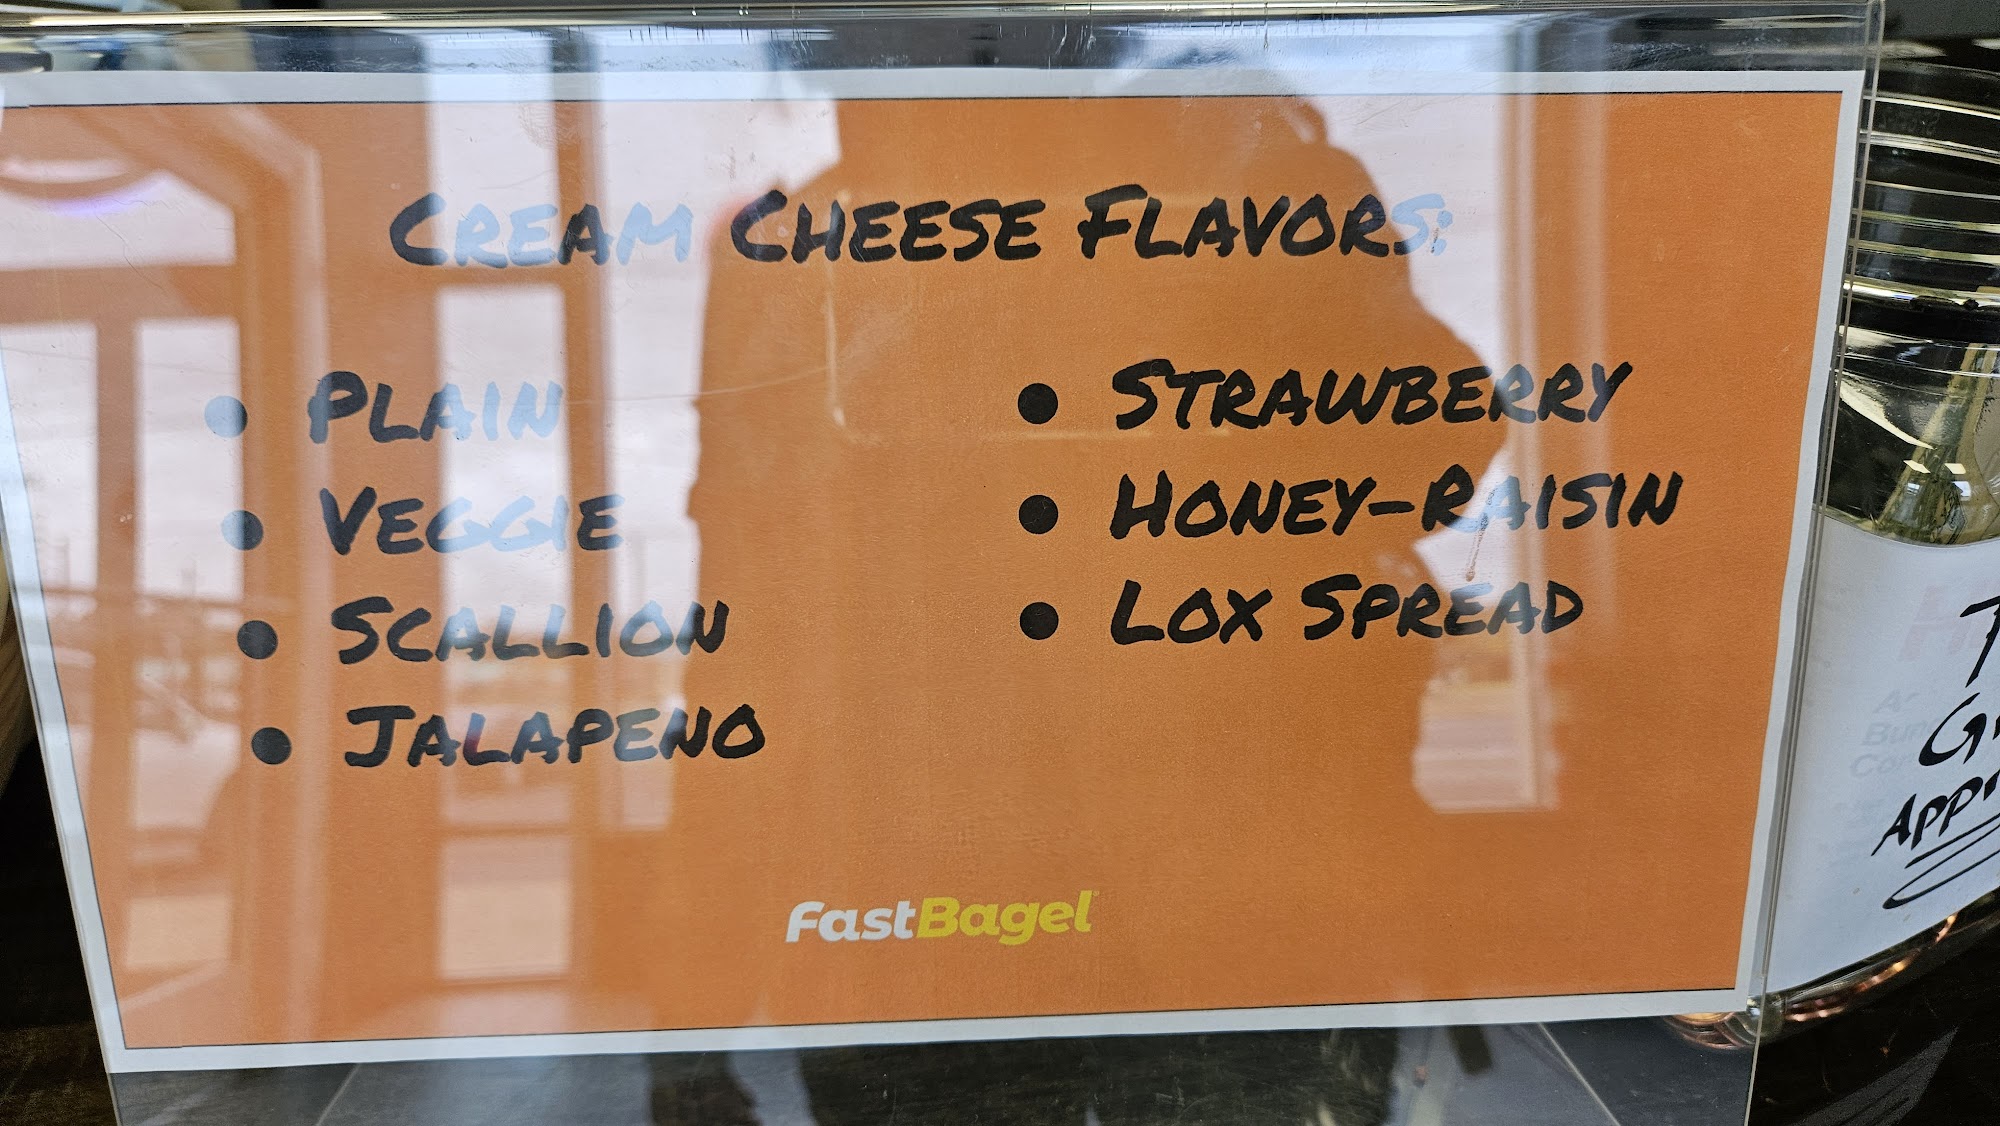 Cream Cheese Flavors:
• Plain
• Veggie
• Scallion
• Jalapeno
• Strawberry
• Honey-Raisin
• Lox Spread
FastBagel